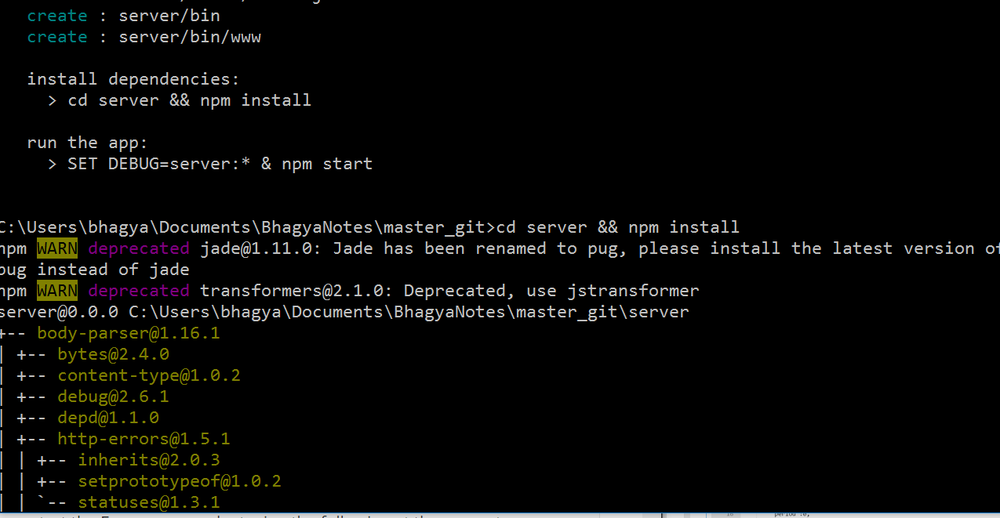 create : server/bin
create : server/bin/www
install dependencies:
> cd server && npm install
run the app:
> SET DEBUG=server:* & npm start
C:\Users\bhagya\Documents\BhagyaNotes\master_git>cd server && npm install
npm WARN deprecated jade@1.11.0: Jade has been renamed to pug, please install the latest version of
pug instead of jade
npm WARN deprecated transformers@2.1.0: Deprecated, use jstransformer
server@0.0.0 C:\Users\bhagya\Documents\BhagyaNotes\master_git\server
+-- body-parser@1.16.1
| +-- bytes@2.4.0
| +-- content-type@1.0.2
| +-- debug@2.6.1
| +-- depd@1.1.0
| +-- http-errors@1.5.1
| | +-- inherits@2.0.3
| | +-- setprototypeof@1.0.2
| | `-- statuses@1.3.1